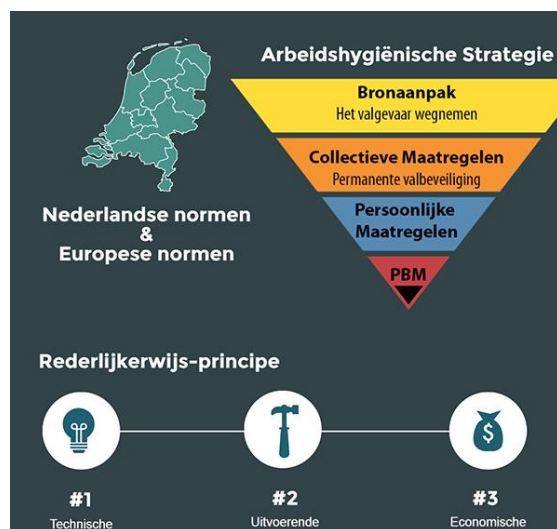 Arbeidshygiënische Strategie
Bronaanpak
Het valgevaar wegnemen
Collectieve Maatregelen
Permanente valbeveiliging
Persoonlijke
Maatregelen
PBM
Nederlandse normen
&
Europese normen
Rederlijkerwijs-principe
$
#1
Technische
#2
Uitvoerende
#3
Economische